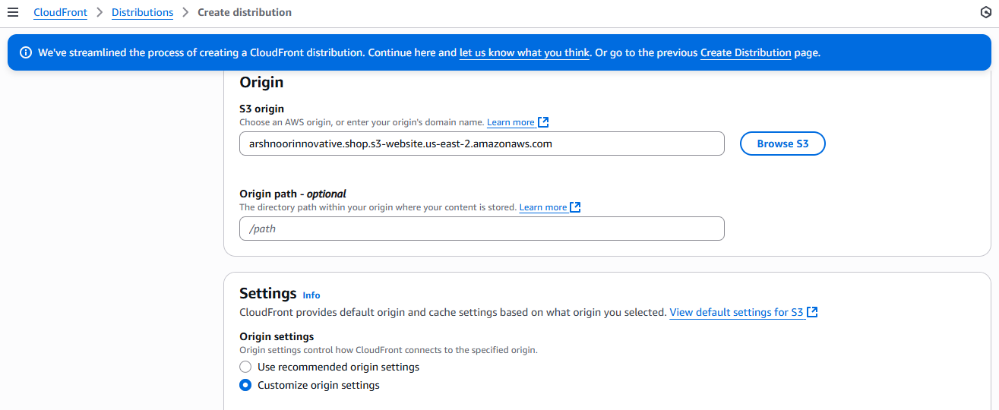 CloudFront > Distributions > Create distribution
We've streamlined the process of creating a CloudFront distribution. Continue here and let us know what you think. Or go to the previous Create Distribution page.
Origin
S3 origin
Choose an AWS origin, or enter your origin's domain name. Learn more
arshnoorinnovative.shop.s3-website.us-east-2.amazonaws.com
Browse S3
Origin path - optional
The directory path within your origin where your content is stored. Learn more
/path
Settings Info
CloudFront provides default origin and cache settings based on what origin you selected. View default settings for S3
Origin settings
Origin settings control how CloudFront connects to the specified origin.
Use recommended origin settings
Customize origin settings